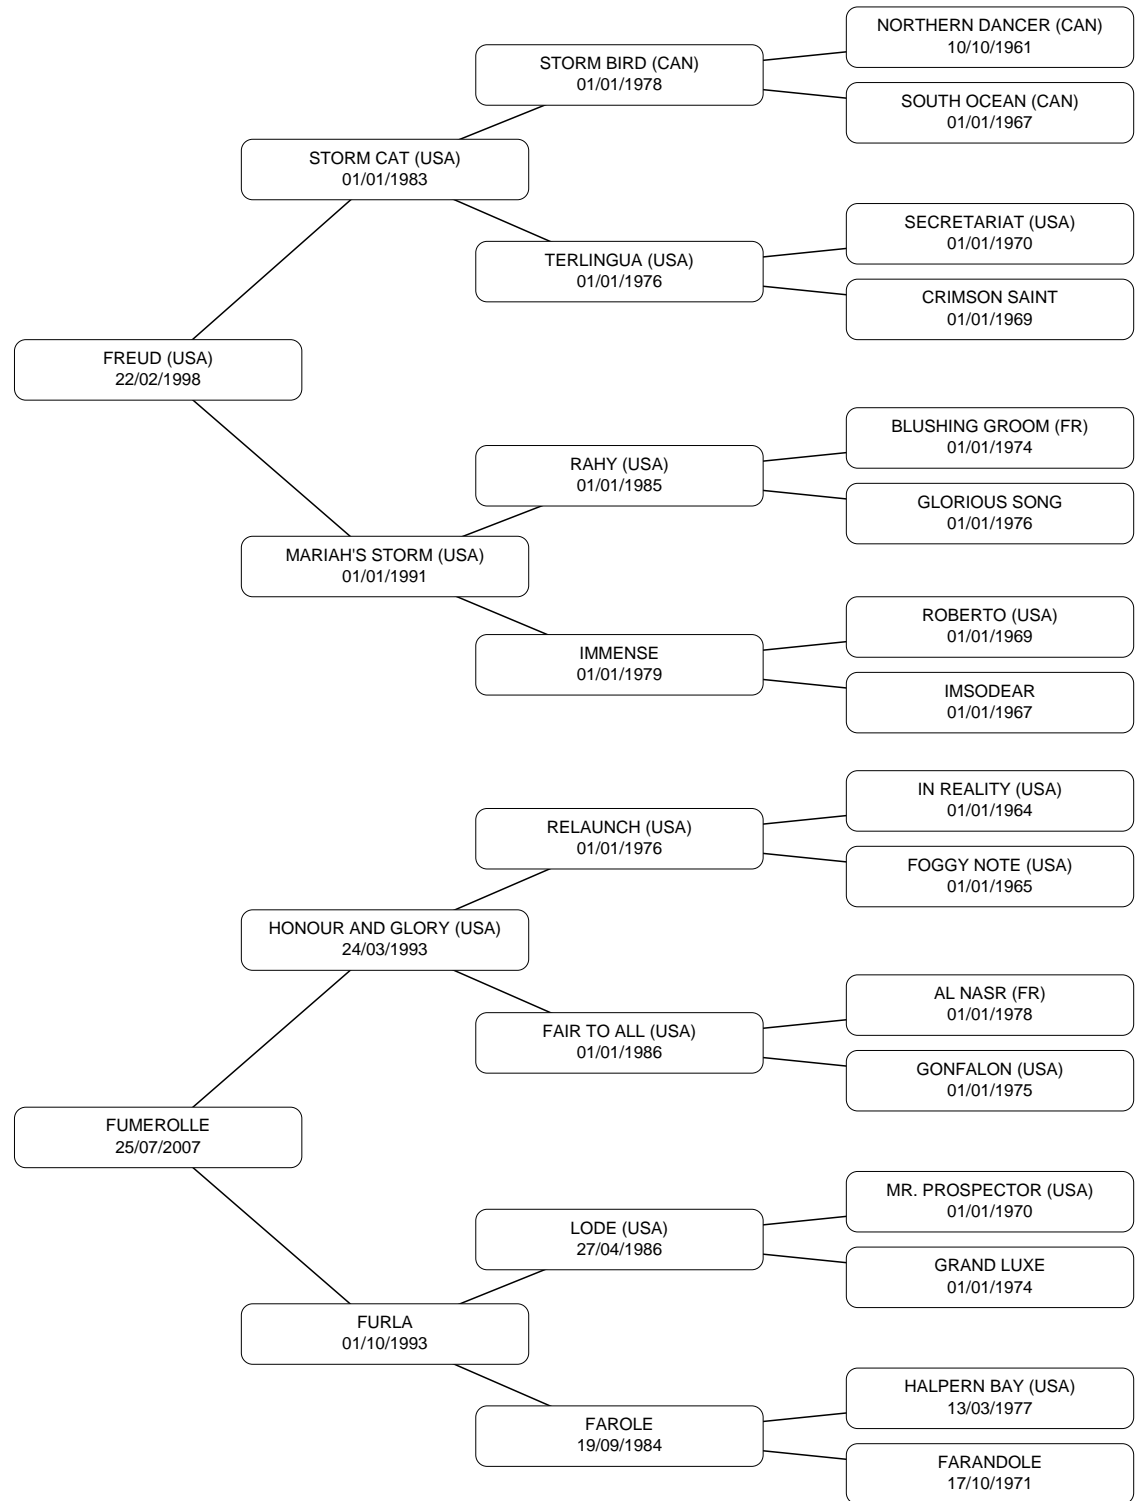 NORTHERN DANCER (CAN)
10/10/1961
STORM BIRD (CAN)
01/01/1978
SOUTH OCEAN (CAN)
01/01/1967
STORM CAT (USA)
01/01/1983
SECRETARIAT (USA)
01/01/1970
TERLINGUA (USA)
01/01/1976
CRIMSON SAINT
01/01/1969
FREUD (USA)
22/02/1998
BLUSHING GROOM (FR)
01/01/1974
RAHY (USA)
01/01/1985
GLORIOUS SONG
01/01/1976
MARIAH'S STORM (USA)
01/01/1991
ROBERTO (USA)
01/01/1969
IMMENSE
01/01/1979
IMSODEAR
01/01/1967
IN REALITY (USA)
01/01/1964
RELAUNCH (USA)
01/01/1976
FOGGY NOTE (USA)
01/01/1965
HONOUR AND GLORY (USA)
24/03/1993
AL NASR (FR)
01/01/1978
FAIR TO ALL (USA)
01/01/1986
GONFALON (USA)
01/01/1975
FUMEROLLE
25/07/2007
MR. PROSPECTOR (USA)
01/01/1970
LODE (USA)
27/04/1986
GRAND LUXE
01/01/1974
FURLA
01/10/1993
HALPERN BAY (USA)
13/03/1977
FAROLE
19/09/1984
FARANDOLE
17/10/1971